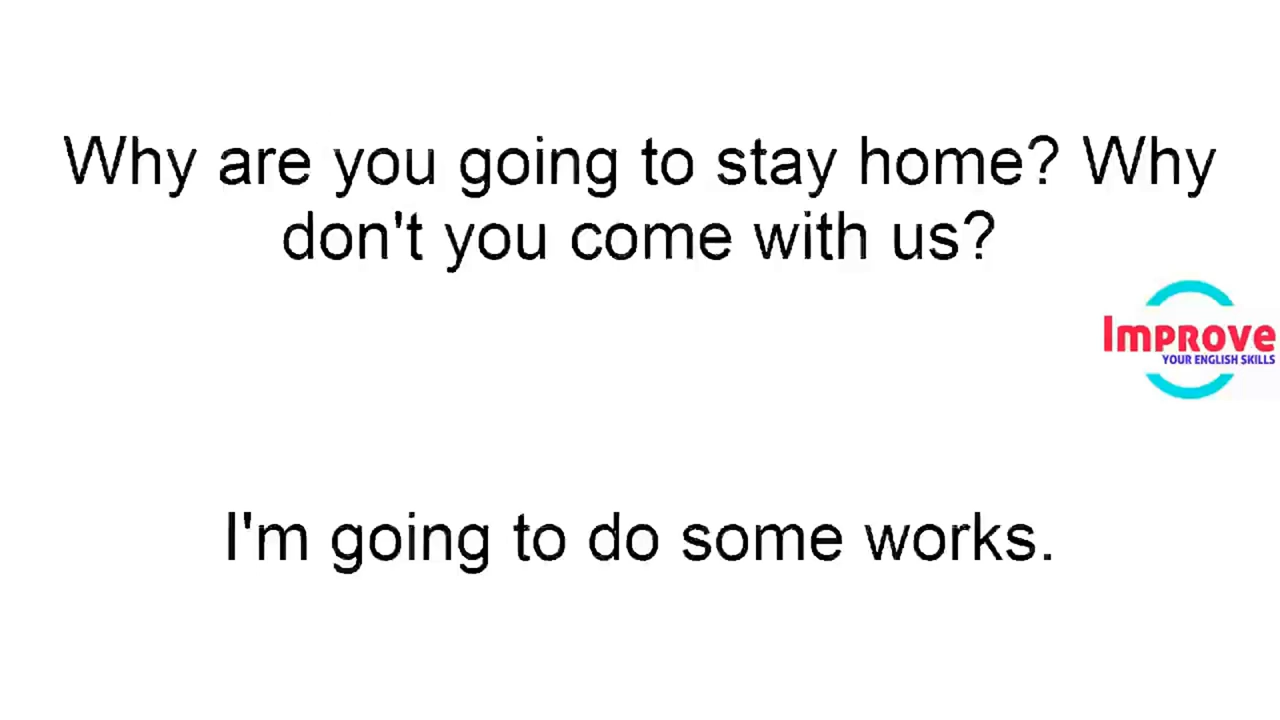 Why are you going to stay home? Why
don't you come with us?
Improve
YOUR ENGLISH SKILLS
I'm going to do some works.